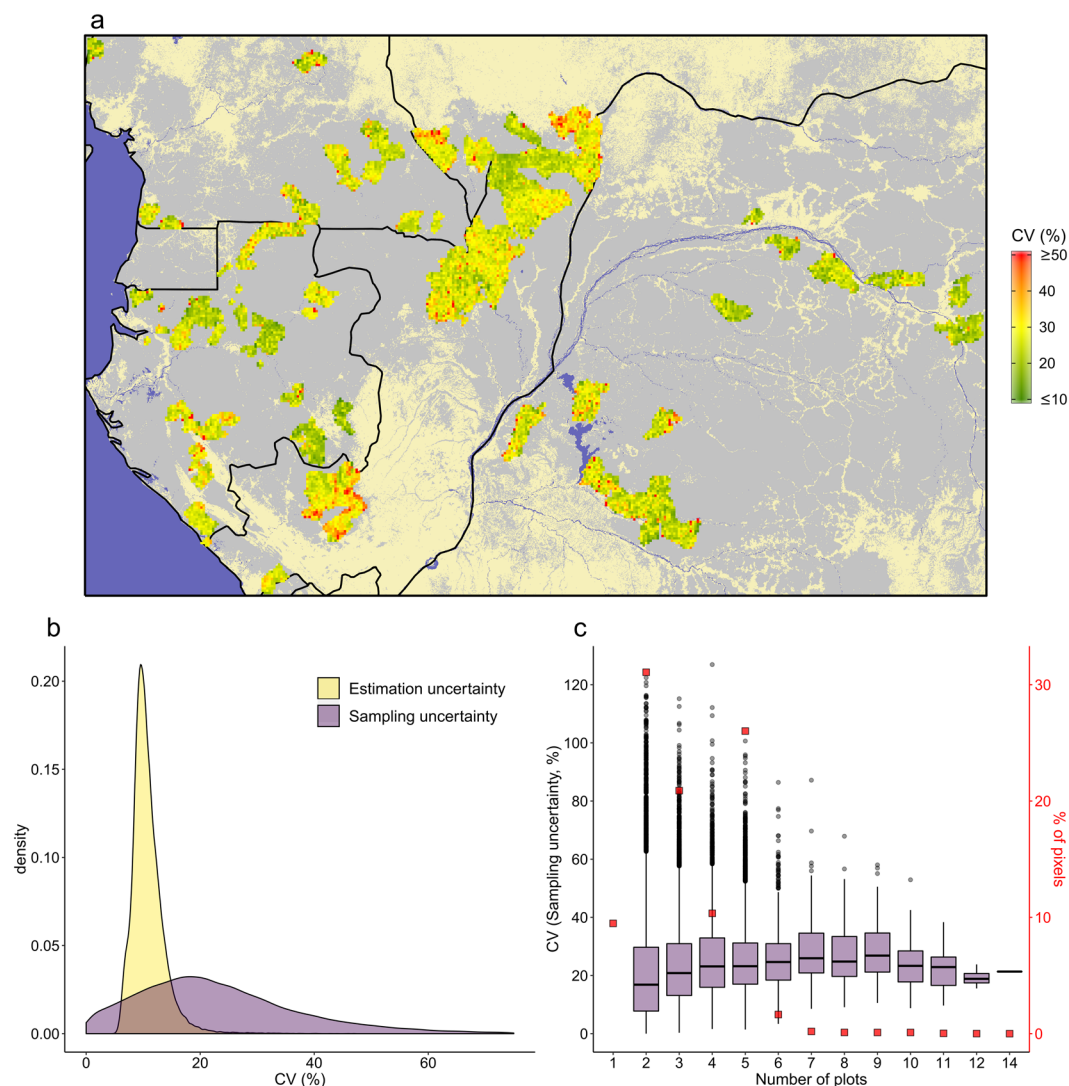 a
CV (%)
≥50
40
30
20
≤10
b
0.20
0.15
0.10
0.05
0.00
density
Estimation uncertainty
Sampling uncertainty
0
20
40
60
CV (%)
c
120
100
80
60
40
20
0
CV (Sampling uncertainty, %)
30
20
10
0
% of pixels
1 2 3 4 5 6 7 8 9 10 11 12 14
Number of plots